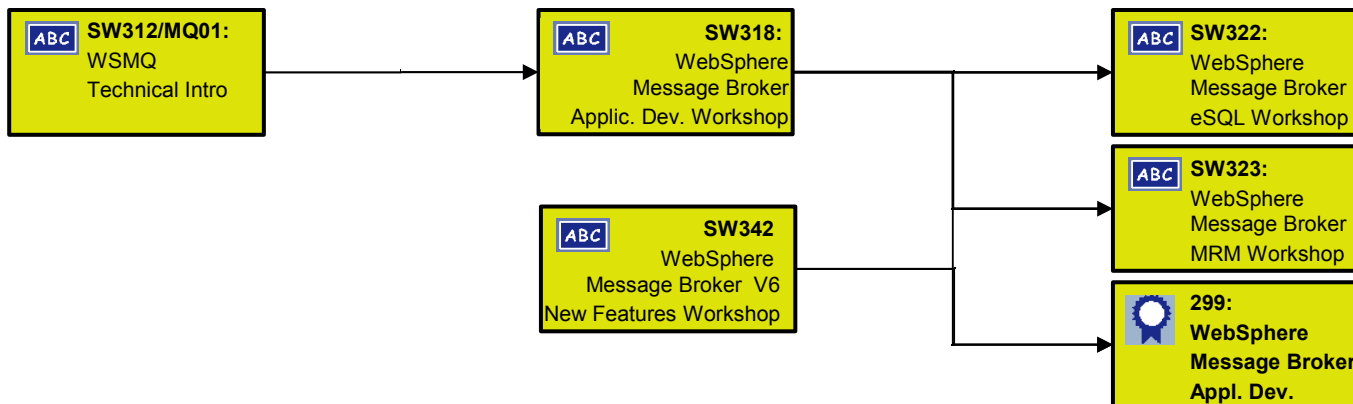 ABC
SW312/MQ01:
WSMQ
Technical Intro
ABC
SW318:
WebSphere
Message Broker
Applic. Dev. Workshop
ABC
SW342
WebSphere
Message Broker V6
New Features Workshop
ABC
SW322:
WebSphere
Message Broker
eSQL Workshop
ABC
SW323:
WebSphere
Message Broker
MRM Workshop
299:
WebSphere
Message Broker
Appl. Dev.